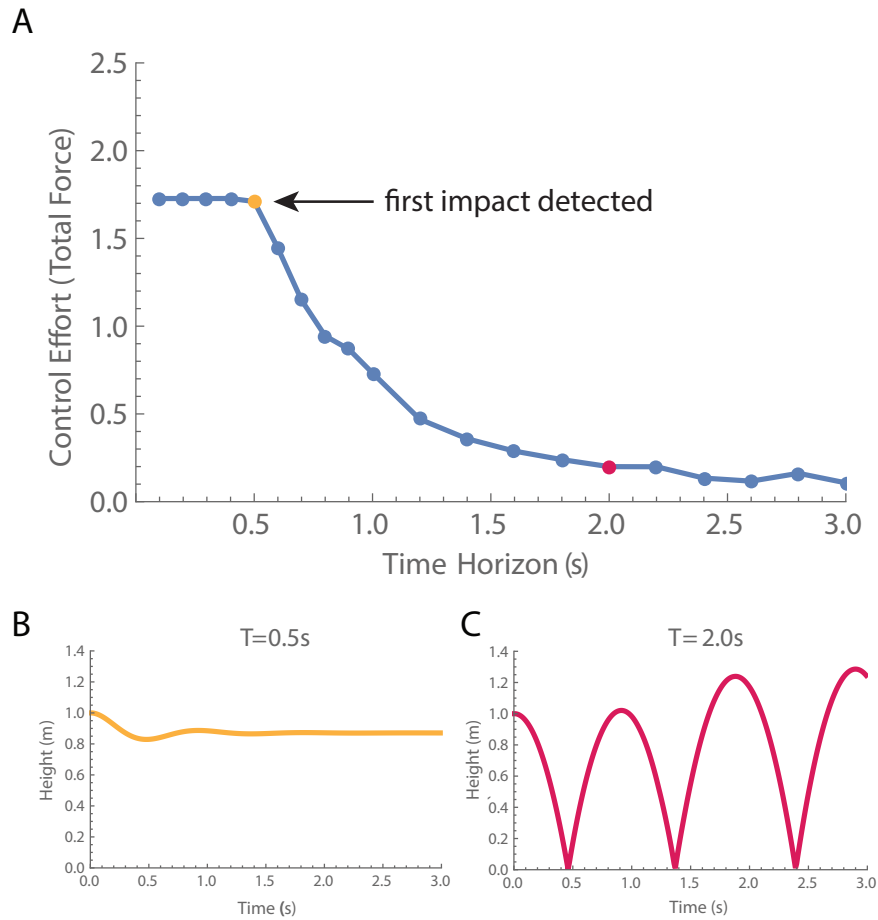 A
2.5
2.0
1.5
1.0
0.5
0.0
Control Effort (Total Force)
first impact detected
0.5 1.0 1.5 2.0 2.5 3.0
Time Horizon (s)
B
T=0.5s
1.4
1.2
1.0
0.8
0.6
0.4
0.2
0.0
Height (m)
0.0 0.5 1.0 1.5 2.0 2.5 3.0
Time (s)
C
T= 2.0s
1.4
1.2
1.0
0.8
0.6
0.4
0.2
0.0
Height (m)
0.0 0.5 1.0 1.5 2.0 2.5 3.0
Time (s)